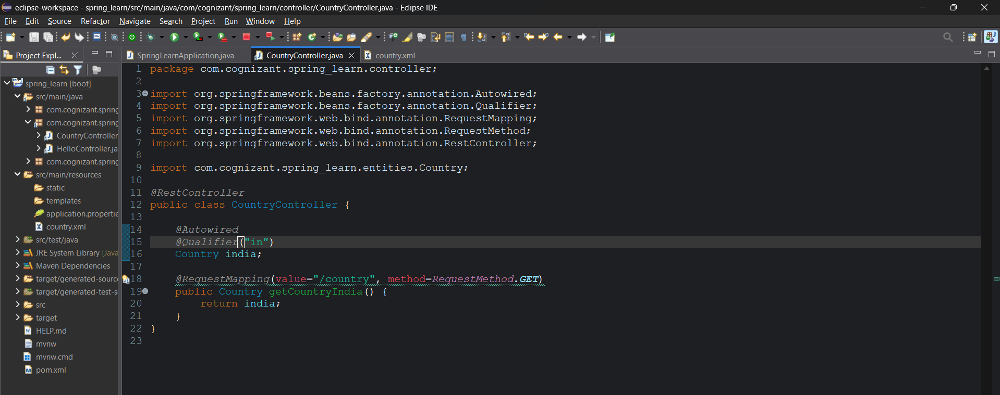 eclipse-workspace - spring_learn/src/main/java/com/cognizant/spring_learn/controller/CountryController.java - Eclipse IDE
File Edit Source Refactor Navigate Search Project Run Window Help
Project Expl...
SpringLearnApplication.java CountryController.java country.xml
spring_learn [boot]
src/main/java
com.cognizant.spring
com.cognizant.spring
CountryController
HelloController.ja
com.cognizant.spring
src/main/resources
static
templates
application.propertie
country.xml
src/test/java
JRE System Library [Java
Maven Dependencies
target/generated-sourc
target/generated-test-s
src
target
HELP.md
mvnw
mvnw.cmd
pom.xml
1 package com.cognizant.spring_learn.controller;
2
3 import org.springframework.beans.factory.annotation.Autowired;
4 import org.springframework.beans.factory.annotation.Qualifier;
5 import org.springframework.web.bind.annotation.RequestMapping;
6 import org.springframework.web.bind.annotation.RequestMethod;
7 import org.springframework.web.bind.annotation.RestController;
8
9 import com.cognizant.spring_learn.entities.Country;
10
11 @RestController
12 public class CountryController {
13
14     @Autowired
15     @Qualifier("in")
16     Country india;
17
18     @RequestMapping(value="/country", method=RequestMethod.GET)
19     public Country getCountryIndia() {
20         return india;
21     }
22 }
23